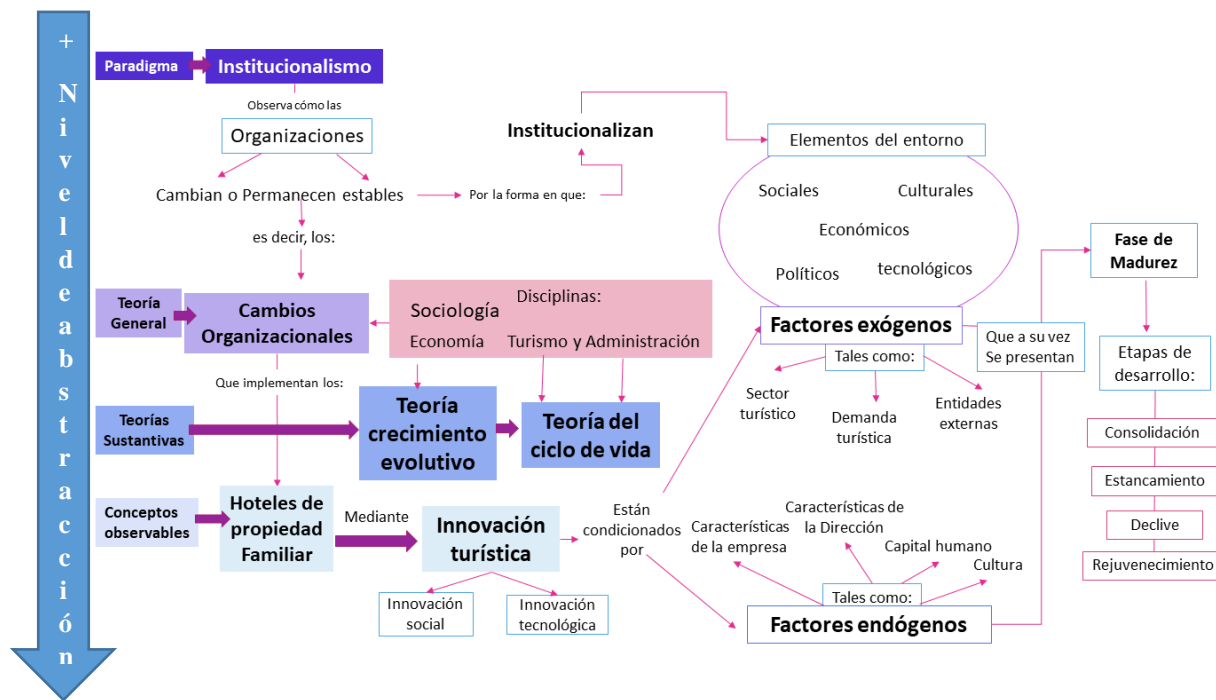 + Nivel de abstracción
Paradigma
Institucionalismo
Observa cómo las
Organizaciones
Cambian o Permanecen estables
Por la forma en que:
Institucionalizan
es decir, los:
Elementos del entorno
Sociales
Culturales
Económicos
Políticos
tecnológicos
Teoría
General
Cambios
Organizacionales
Disciplinas:
Sociología
Economía
Turismo y Administración
Factores exógenos
Tales como:
Sector
turístico
Demanda
turística
Entidades
externas
Que a su vez
Se presentan
Fase de
Madurez
Etapas de
desarrollo:
Consolidación
Estancamiento
Declive
Rejuvenecimiento
Que implementan los:
Teorías
Sustantivas
Teoría
crecimiento
evolutivo
Teoría del
ciclo de vida
Conceptos
observables
Hoteles de
propiedad
Familiar
Mediante
Innovación
turística
Innovación
social
Innovación
tecnológica
Están
condicionados
por
Características
de la empresa
Características de
la Dirección
Capital humano
Cultura
Tales como:
Factores endógenos